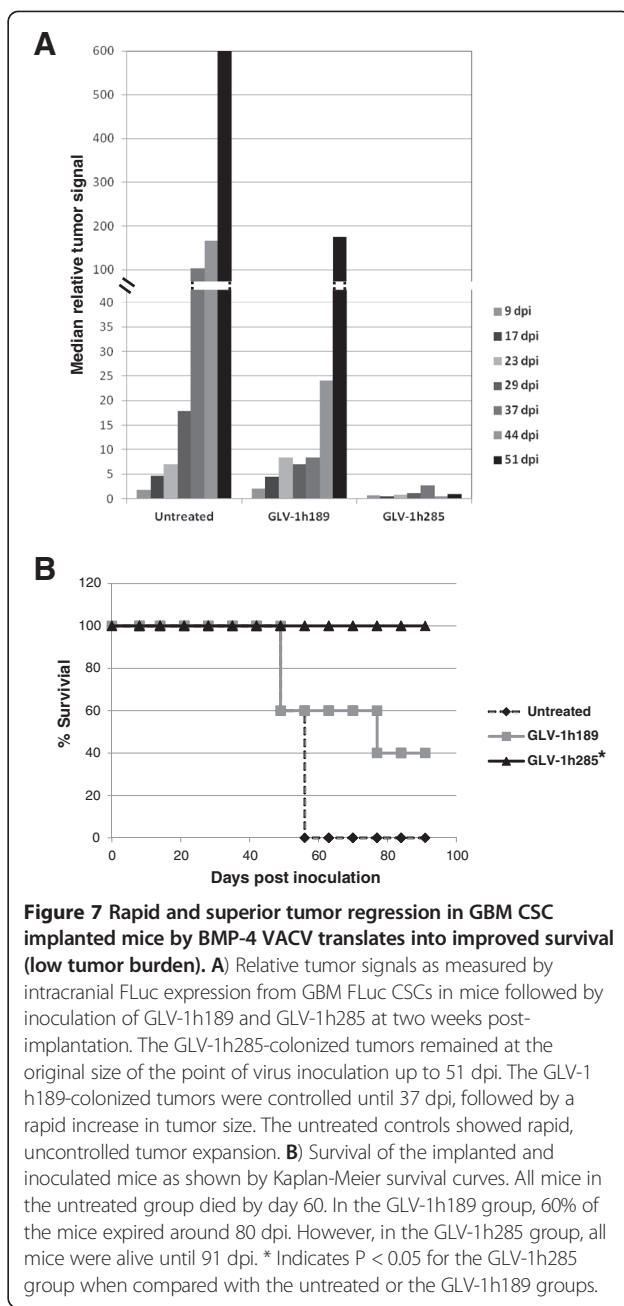 A
Median relative tumor signal
600
500
400
300
200
100
40
35
30
25
20
15
10
5
0
Untreated
GLV-1h189
GLV-1h285
9 dpi
17 dpi
23 dpi
29 dpi
37 dpi
44 dpi
51 dpi
B
% Survivial
120
100
80
60
40
20
0
0
20
40
60
80
100
Days post inoculation
Untreated
GLV-1h189
GLV-1h285*
Figure 7 Rapid and superior tumor regression in GBM CSC
implanted mice by BMP-4 VACV translates into improved survival
(low tumor burden). A) Relative tumor signals as measured by
intracranial FLuc expression from GBM FLuc CSCs in mice followed by
inoculation of GLV-1h189 and GLV-1h285 at two weeks post-
implantation. The GLV-1h285-colonized tumors remained at the
original size of the point of virus inoculation up to 51 dpi. The GLV-1
h189-colonized tumors were controlled until 37 dpi, followed by a
rapid increase in tumor size. The untreated controls showed rapid,
uncontrolled tumor expansion. B) Survival of the implanted and
inoculated mice as shown by Kaplan-Meier survival curves. All mice in
the untreated group died by day 60. In the GLV-1h189 group, 60% of
the mice expired around 80 dpi. However, in the GLV-1h285 group, all
mice were alive until 91 dpi. * Indicates P < 0.05 for the GLV-1h285
group when compared with the untreated or the GLV-1h189 groups.